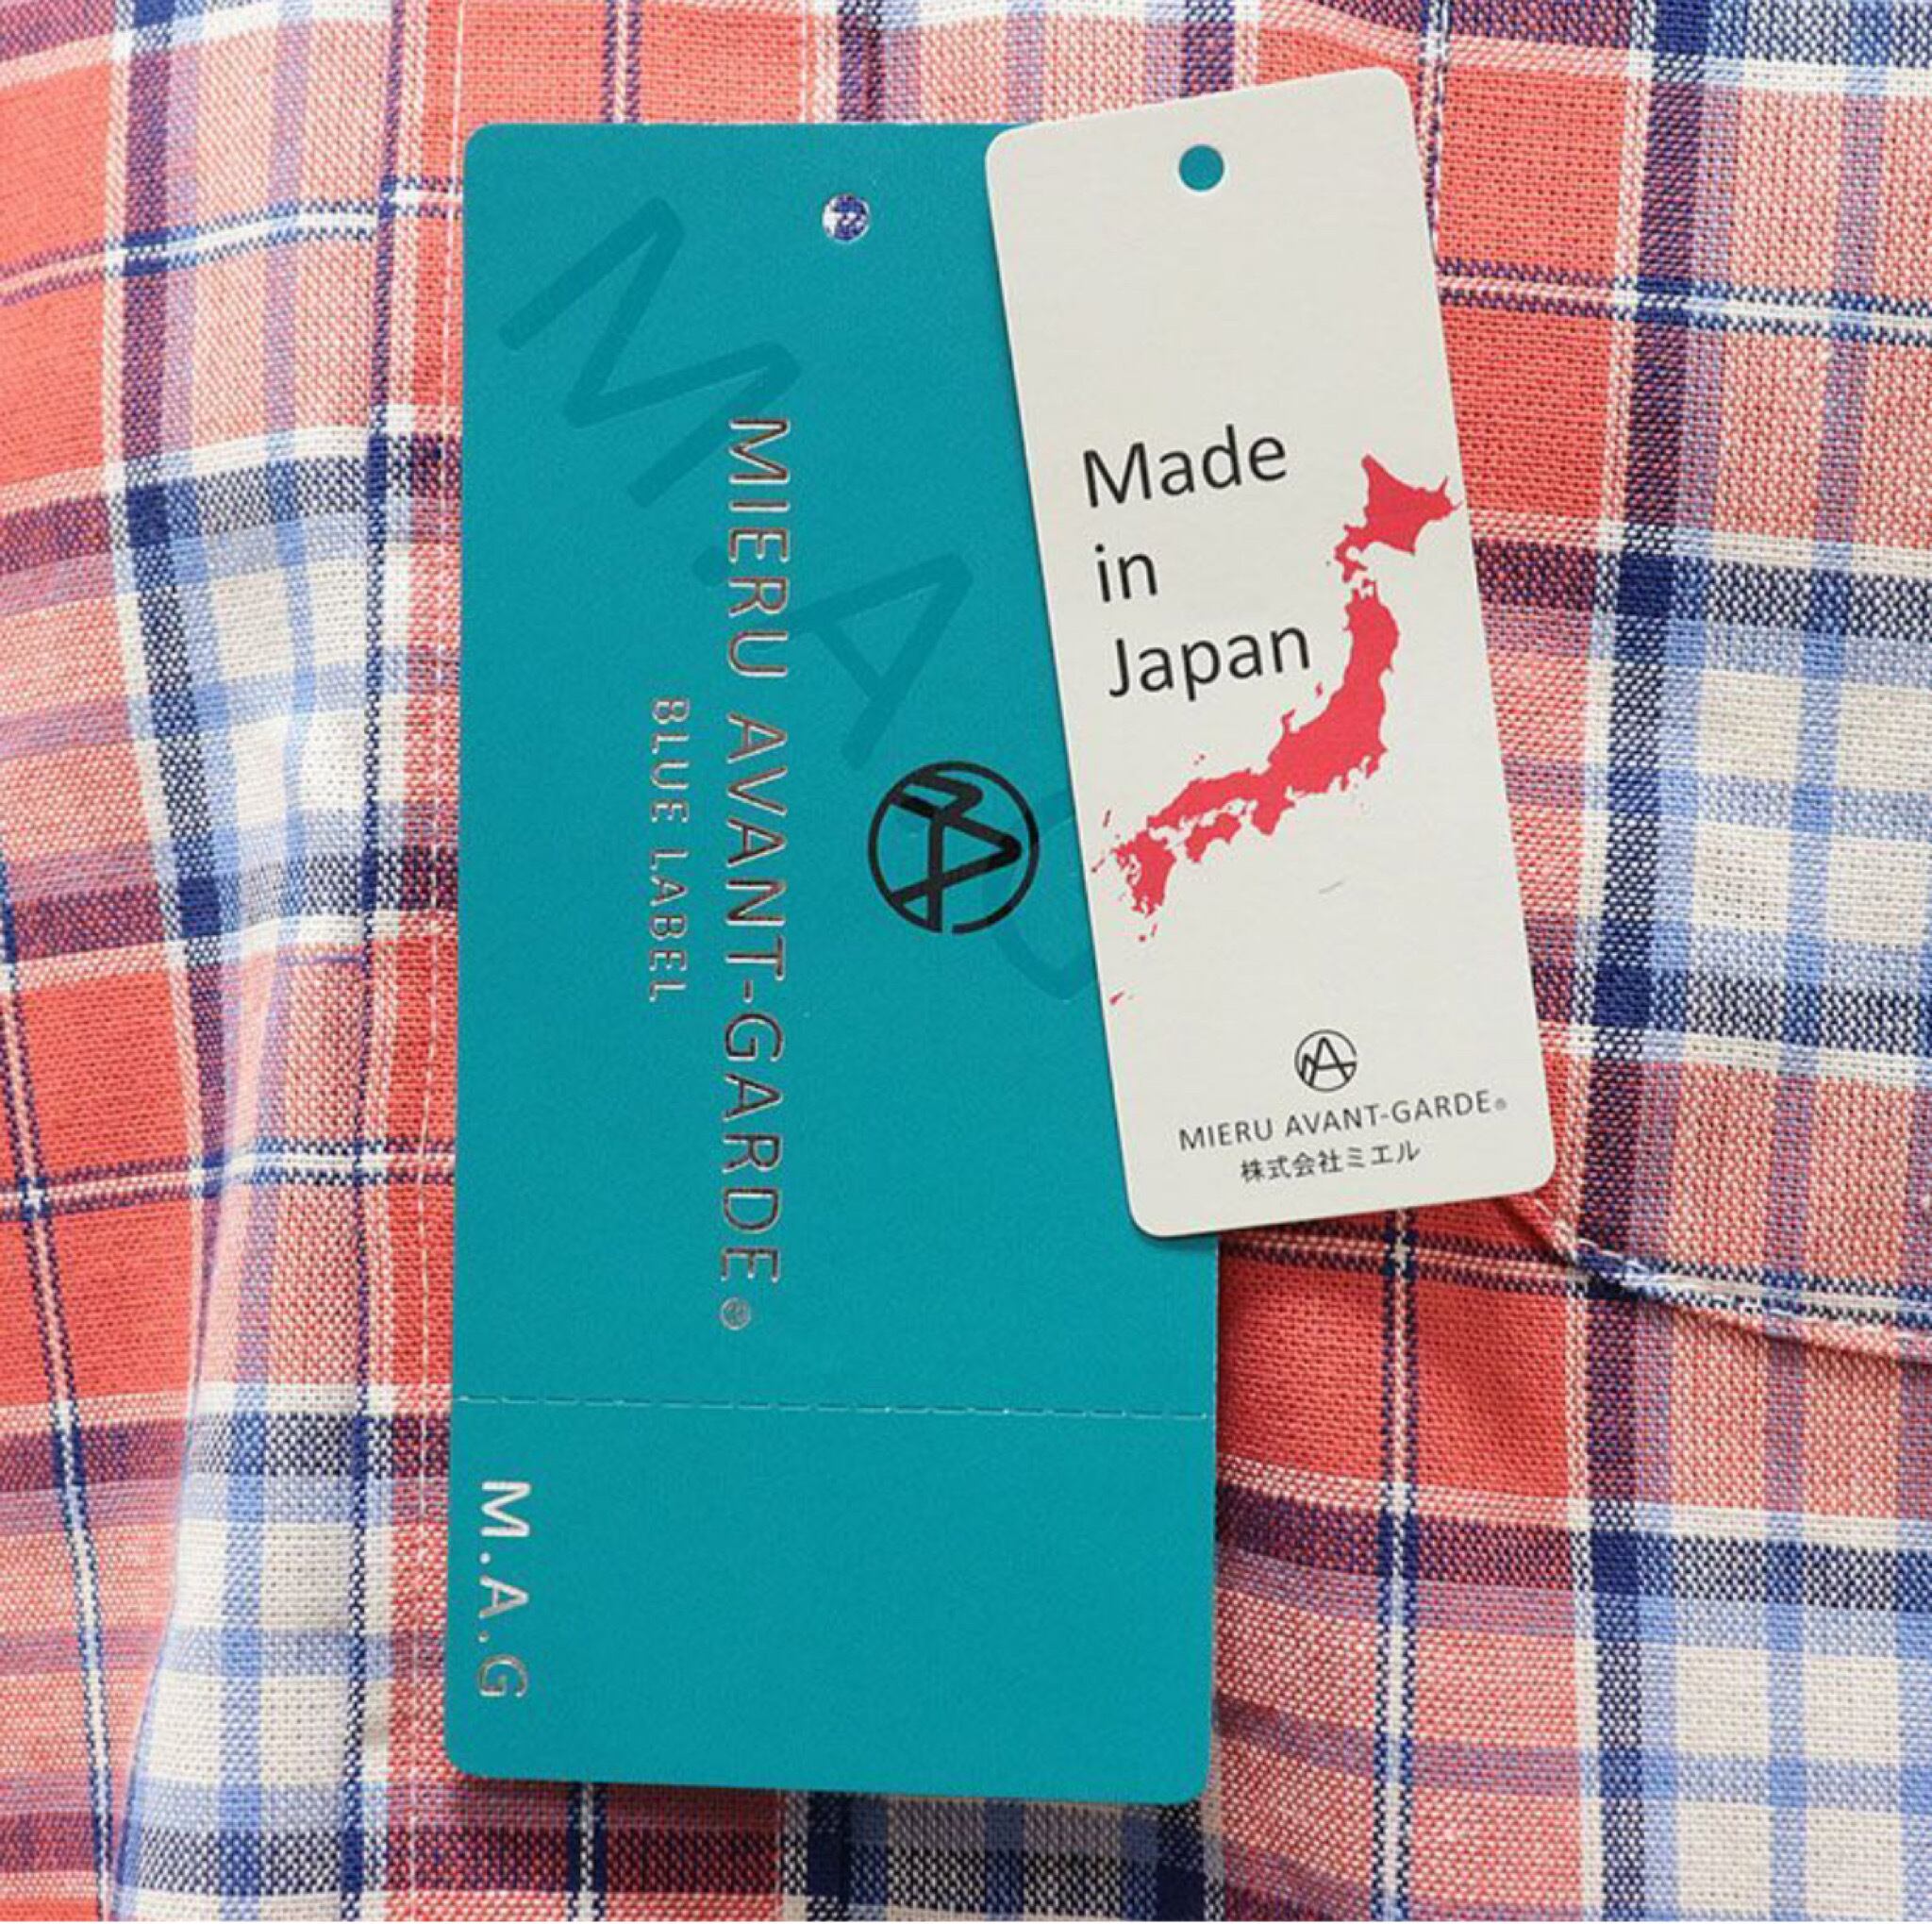 MIERU AVANT-GARDE®
BLUE LABEL
M.A.G
M.A.G
Made
in
Japan
MIERU AVANT-GARDE®
株式会社ミエル